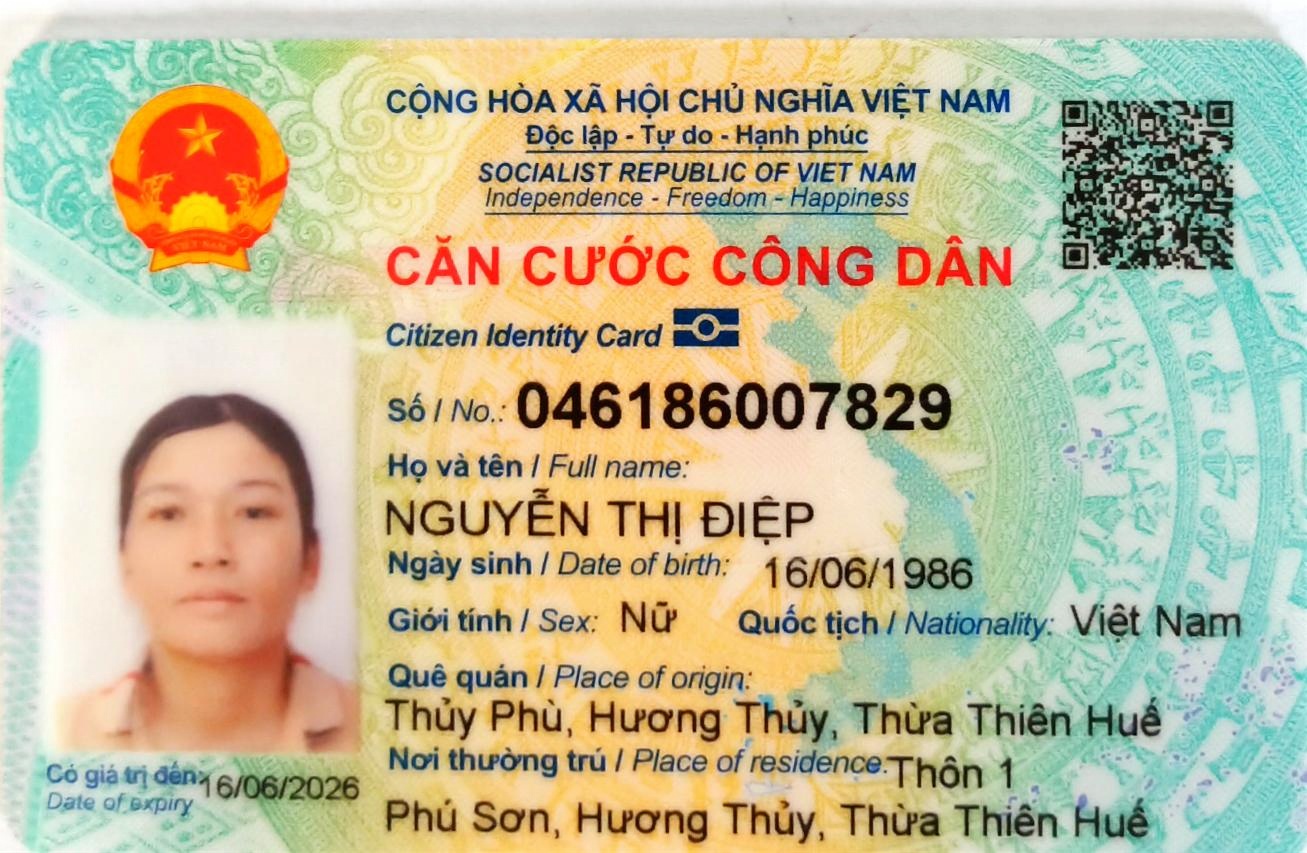 CỘNG HÒA XÃ HỘI CHỦ NGHĨA VIỆT NAM
Độc lập - Tự do - Hạnh phúc
SOCIALIST REPUBLIC OF VIET NAM
Independence - Freedom - Happiness
VIỆT NAM
CĂN CƯỚC CÔNG DÂN
Citizen Identity Card
Số / No.: 046186007829
Họ và tên / Full name:
NGUYỄN THỊ ĐIỆP
Ngày sinh / Date of birth: 16/06/1986
Giới tính / Sex: Nữ Quốc tịch / Nationality: Việt Nam
Quê quán / Place of origin:
Thủy Phù, Hương Thủy, Thừa Thiên Huế
Nơi thường trú / Place of residence: Thôn 1
Phú Sơn, Hương Thủy, Thừa Thiên Huế
Có giá trị đến: 16/06/2026
Date of expiry